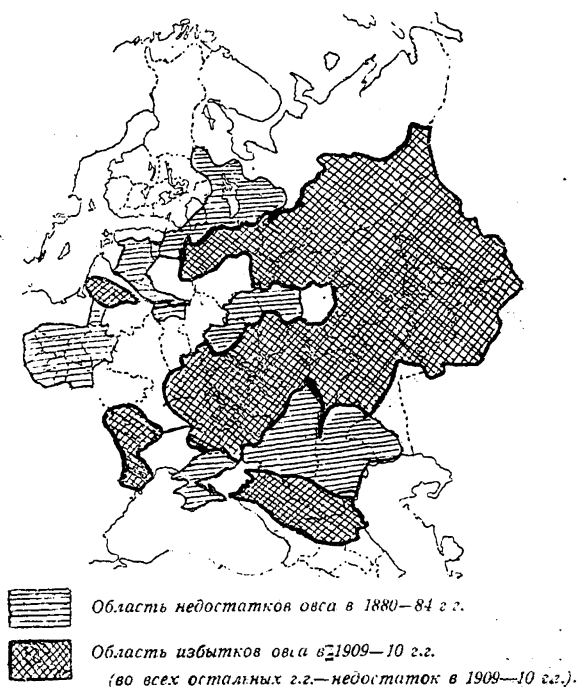 Область недостатков овса в 1880—84 г г.
Область избытков овса в 1909—10 г.г.
(во всех остальных г.г.—недостаток в 1909—10 г.г.).